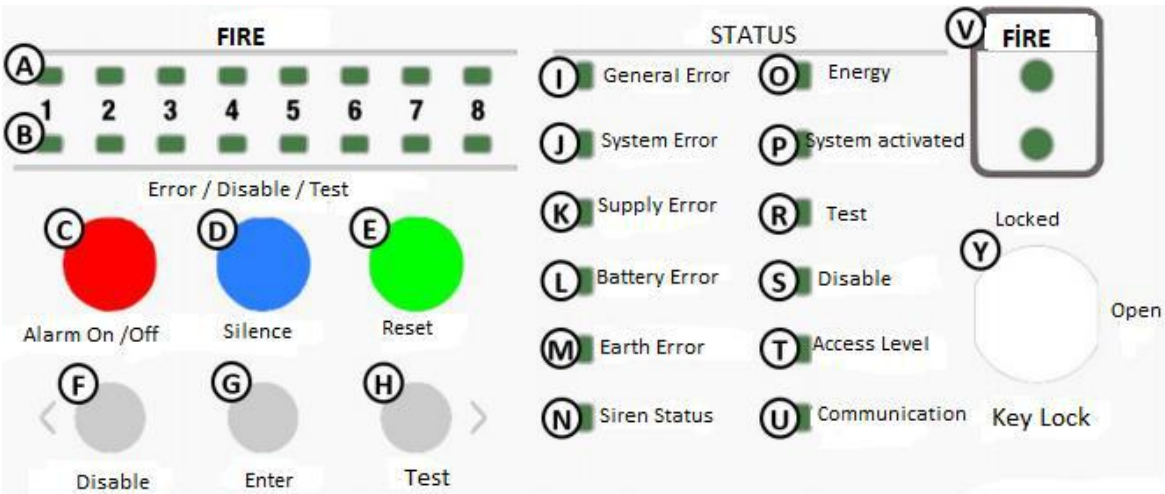 FIRE
A
1 2 3 4 5 6 7 8
B
Error / Disable / Test
C
Alarm On /Off
D
Silence
E
Reset
F
Disable
G
Enter
H
Test
< >
STATUS
I General Error
J System Error
K Supply Error
L Battery Error
M Earth Error
N Siren Status
O Energy
P System activated
R Test
S Disable
T Access Level
U Communication
V FİRE
Locked
Y
Open
Key Lock